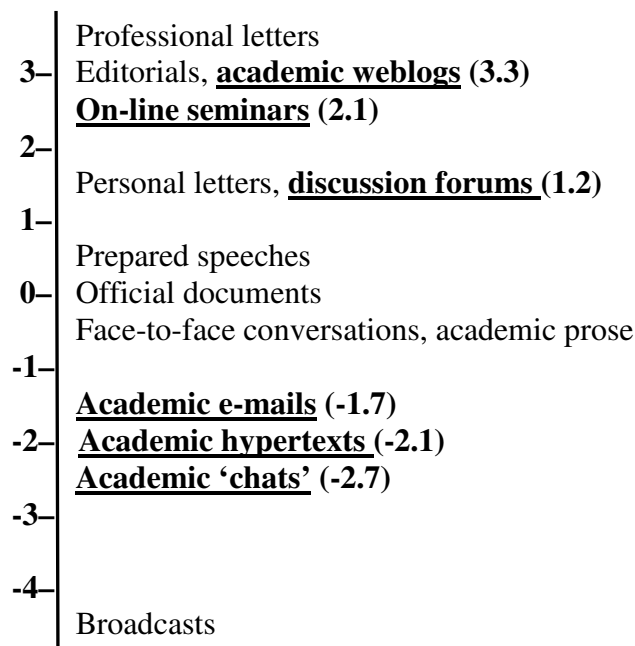 Professional letters
3– Editorials, academic weblogs (3.3)
On-line seminars (2.1)
2–
Personal letters, discussion forums (1.2)
1–
Prepared speeches
0– Official documents
Face-to-face conversations, academic prose
-1–
Academic e-mails (-1.7)
-2– Academic hypertexts (-2.1)
Academic ‘chats’ (-2.7)
-3–
-4–
Broadcasts